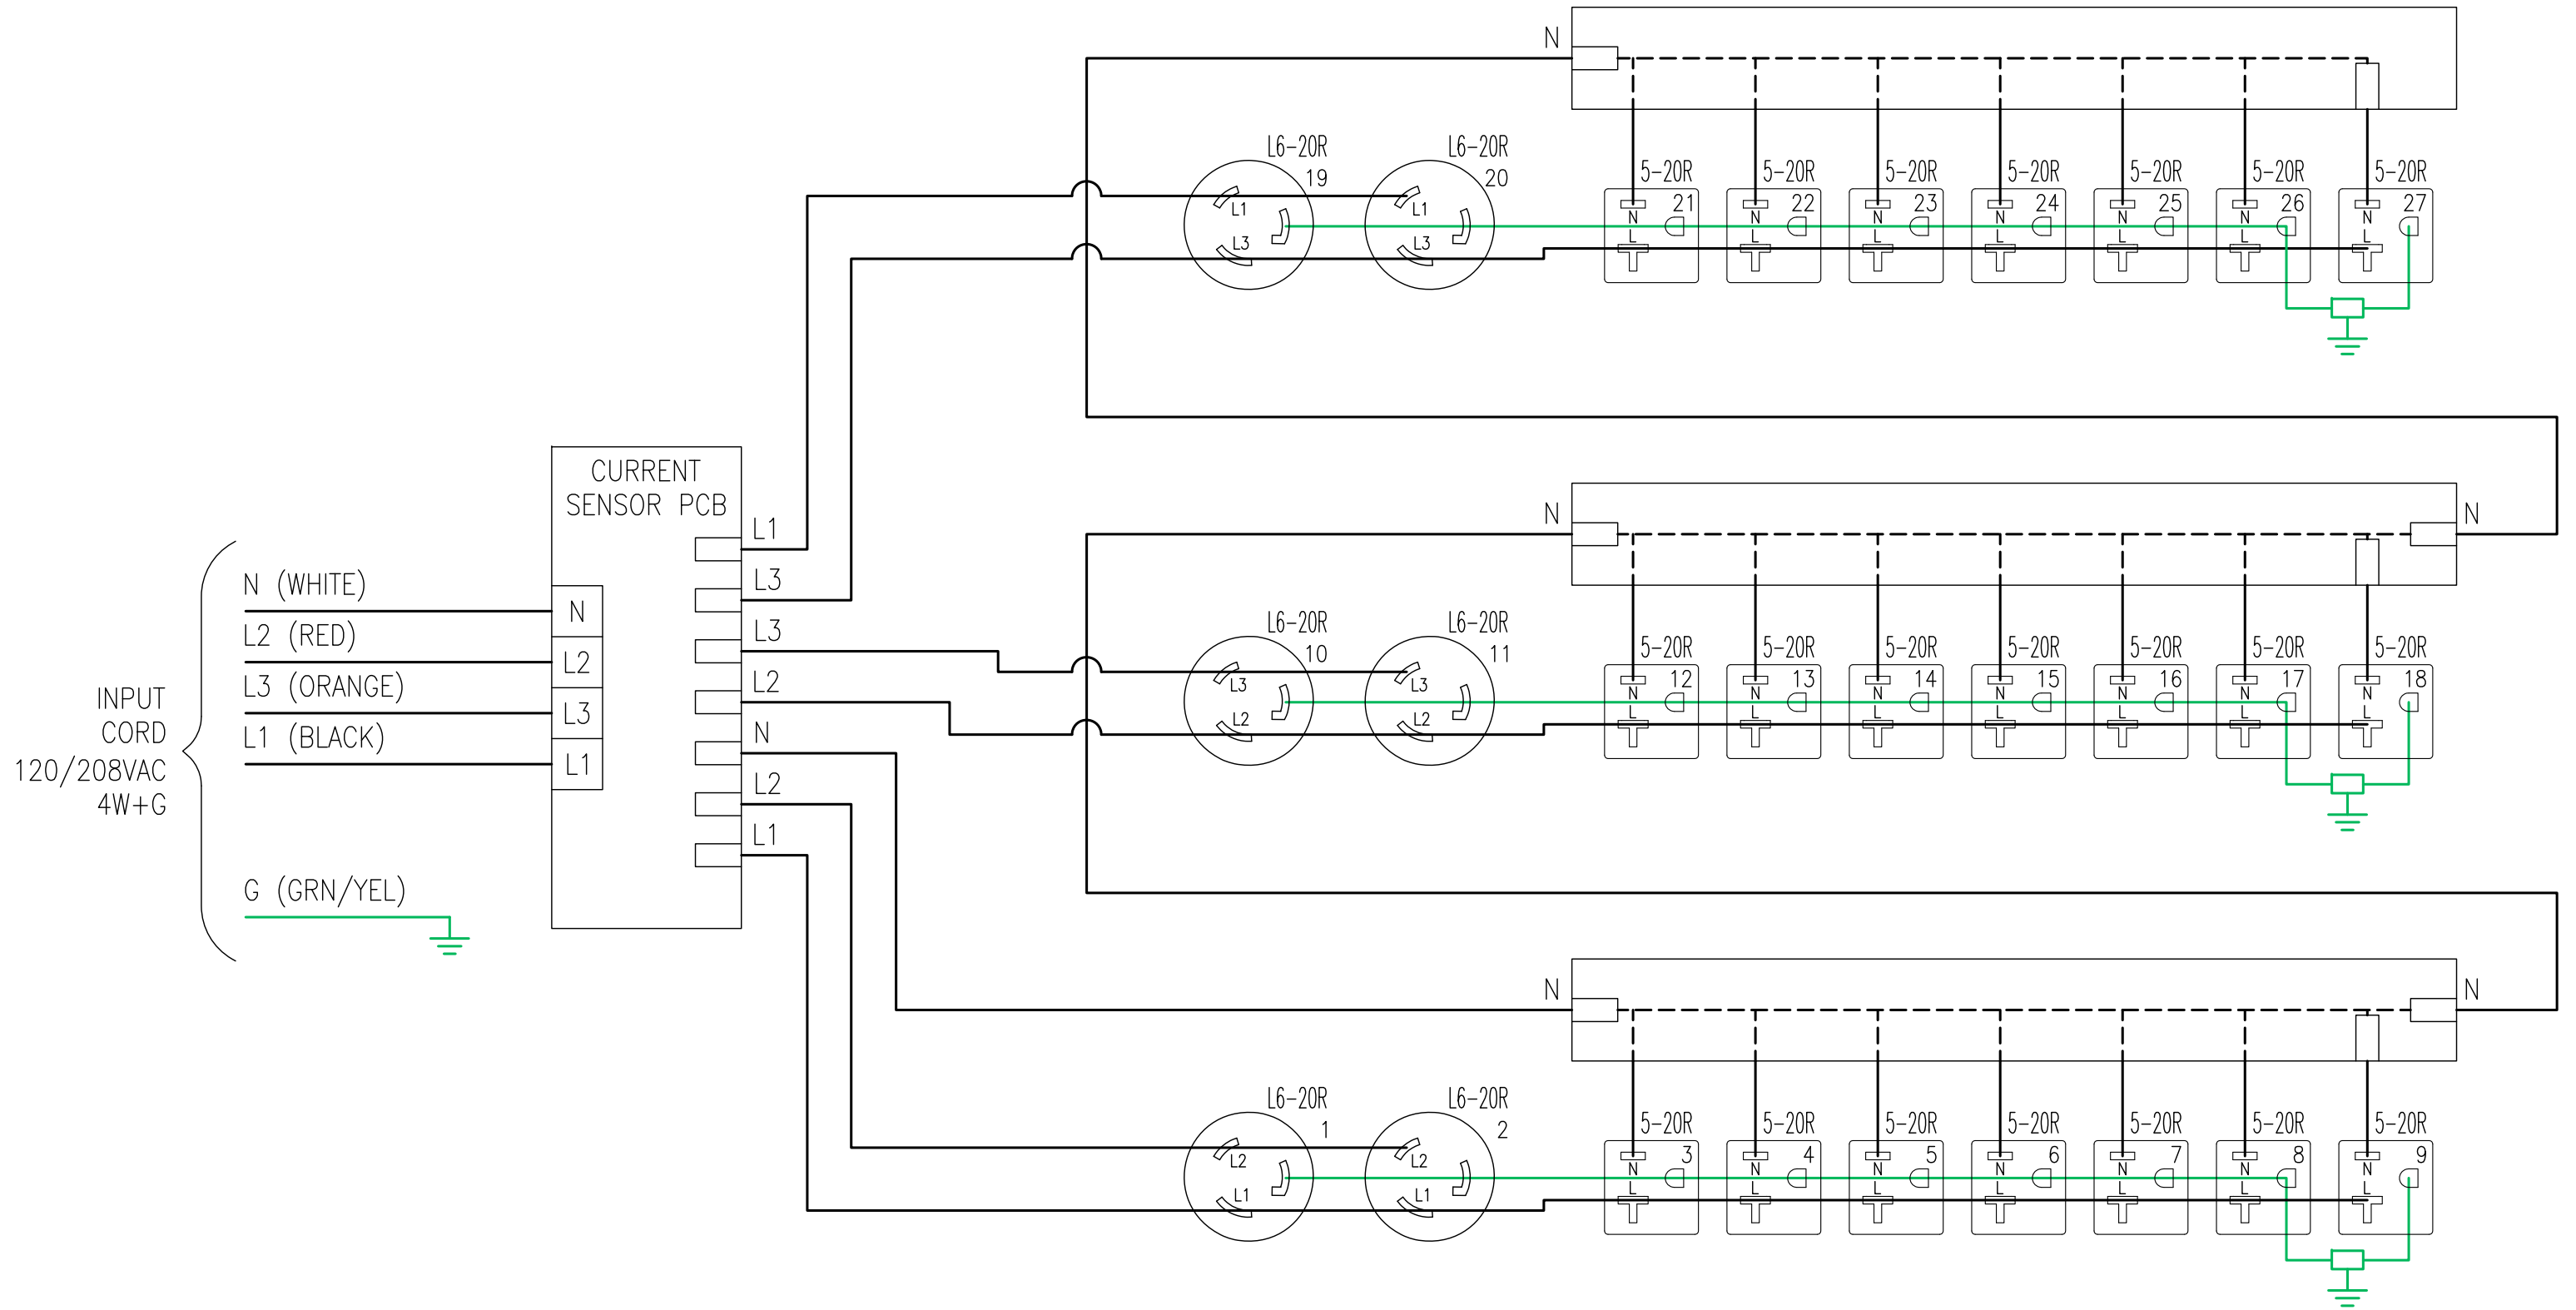 N
L6-20R
19
L1
L3
L6-20R
20
L1
L3
5-20R
21
N
L
5-20R
22
N
L
5-20R
23
N
L
5-20R
24
N
L
5-20R
25
N
L
5-20R
26
N
L
5-20R
27
N
L
CURRENT
SENSOR PCB
L1
L3
L3
L2
N
L2
L1
N
L2
L3
L1
INPUT
CORD
120/208VAC
4W+G
N (WHITE)
L2 (RED)
L3 (ORANGE)
L1 (BLACK)
G (GRN/YEL)
N
N
L6-20R
10
L3
L2
L6-20R
11
L3
L2
5-20R
12
N
L
5-20R
13
N
L
5-20R
14
N
L
5-20R
15
N
L
5-20R
16
N
L
5-20R
17
N
L
5-20R
18
N
L
N
N
L6-20R
1
L2
L1
L6-20R
2
L2
L1
5-20R
3
N
L
5-20R
4
N
L
5-20R
5
N
L
5-20R
6
N
L
5-20R
7
N
L
5-20R
8
N
L
5-20R
9
N
L